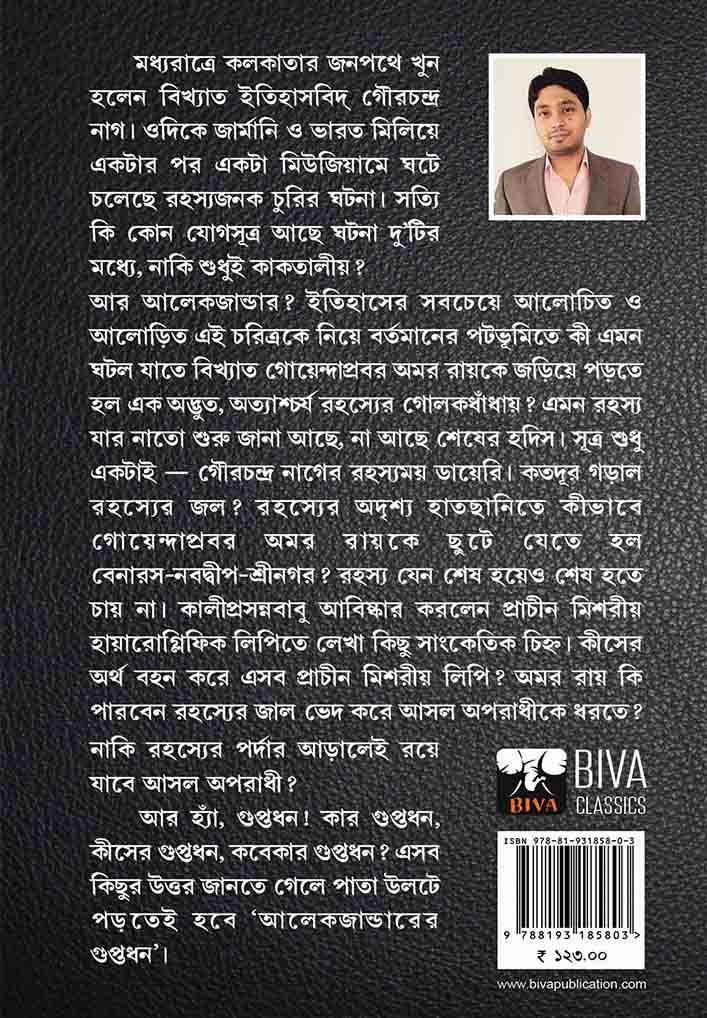 মধ্যরাত্রে কলকাতার জনপথে খুন
হলেন বিখ্যাত ইতিহাসবিদ্ গৌরচন্দ্র
নাগ। ওদিকে জার্মানি ও ভারত মিলিয়ে
একটার পর একটা মিউজিয়ামে ঘটে
চলেছে রহস্যজনক চুরির ঘটনা। সত্যি
কি কোন যোগসূত্র আছে ঘটনা দু'টির
মধ্যে, নাকি শুধুই কাকতালীয়?
আর আলেকজান্ডার? ইতিহাসের সবচেয়ে আলোচিত ও
আলোড়িত এই চরিত্রকে নিয়ে বর্তমানের পটভূমিতে কী এমন
ঘটল যাতে বিখ্যাত গোয়েন্দাপ্রবর অমর রায়কে জড়িয়ে পড়তে
হল এক অদ্ভুত, অত্যাশ্চর্য রহস্যের গোলকধাঁধায়? এমন রহস্য
যার নাতো শুরু জানা আছে, না আছে শেষের হদিস। সূত্র শুধু
একটাই — গৌরচন্দ্র নাগের রহস্যময় ডায়েরি। কতদূর গড়াল
রহস্যের জল? রহস্যের অদৃশ্য হাতছানিতে কীভাবে
গোয়েন্দাপ্রবর অমর রায়কে ছুটে যেতে হল
বেনারস-নবদ্বীপ-শ্রীনগর? রহস্য যেন শেষ হয়েও শেষ হতে
চায় না। কালীপ্রসন্নবাবু আবিষ্কার করলেন প্রাচীন মিশরীয়
হায়ারোগ্লিফিক লিপিতে লেখা কিছু সাংকেতিক চিহ্ন। কীসের
অর্থ বহন করে এসব প্রাচীন মিশরীয় লিপি? অমর রায় কি
পারবেন রহস্যের জাল ভেদ করে আসল অপরাধীকে ধরতে?
নাকি রহস্যের পর্দার আড়ালেই রয়ে
যাবে আসল অপরাধী?
আর হ্যাঁ, গুপ্তধন! কার গুপ্তধন,
কীসের গুপ্তধন, কবেকার গুপ্তধন? এসব
কিছুর উত্তর জানতে গেলে পাতা উলটে
পড়তেই হবে 'আলেকজান্ডারের
গুপ্তধন'।
BIVA
BIVA
CLASSICS
ISBN 978-81-931858-0-3
9 788193 185803 >
₹ ১২৩.০০
www.bivapublication.com